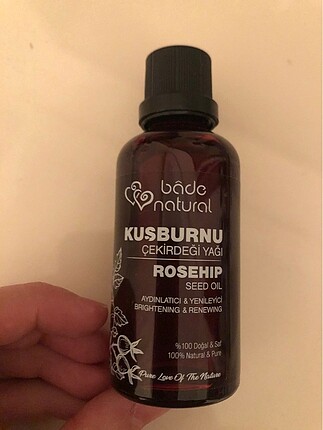 bâde
natural
KUŞBURNU
ÇEKİRDEĞİ YAĞI
ROSEHIP
SEED OIL
AYDINLATICI & YENİLEYİCİ
BRIGHTENING & RENEWING
%100 Doğal & Saf
100% Natural & Pure
Pure Love Of The Nature